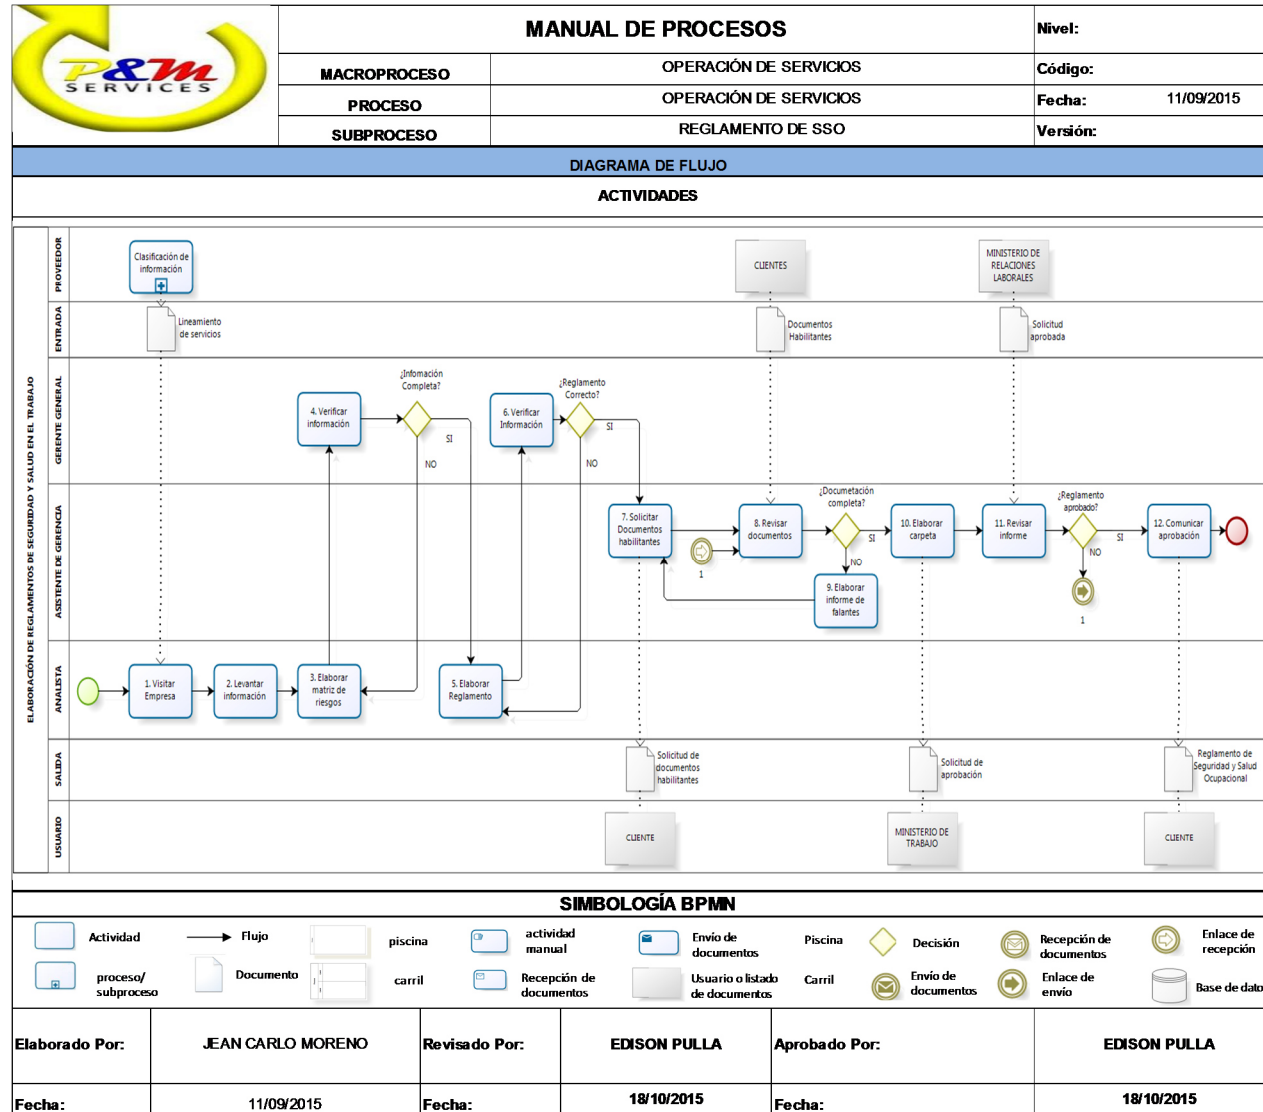 P&M
SERVICES
MANUAL DE PROCESOS
Nivel:
MACROPROCESO
OPERACIÓN DE SERVICIOS
Código:
PROCESO
OPERACIÓN DE SERVICIOS
Fecha:
11/09/2015
SUBPROCESO
REGLAMENTO DE SSO
Versión:
DIAGRAMA DE FLUJO
ACTIVIDADES
ELABORACIÓN DE REGLAMENTOS DE SEGURIDAD Y SALUD EN EL TRABAJO
PROVEEDOR
Clasificación de
información
CLIENTES
MINISTERIO DE
RELACIONES
LABORALES
ENTRADA
Lineamiento
de servicios
Documentos
Habilitantes
Solicitud
aprobada
GERENTE GENERAL
4. Verificar
información
¿Infomación
Completa?
SI
NO
6. Verificar
Información
¿Reglamento
Correcto?
SI
NO
ASISTENTE DE GERENCIA
7. Solicitar
Documentos
habilitantes
1
8. Revisar
documentos
¿Documetación
completa?
SI
NO
9. Elaborar
informe de
falantes
10. Elaborar
carpeta
11. Revisar
informe
¿Reglamento
aprobado?
SI
NO
1
12. Comunicar
aprobación
ANALISTA
1. Visitar
Empresa
2. Levantar
información
3. Elaborar
matriz de
riesgos
5. Elaborar
Reglamento
SALIDA
Solicitud de
documentos
habilitantes
Solicitud de
aprobación
Reglamento de
Seguridad y Salud
Ocupacional
USUARIO
CLIENTE
MINISTERIO DE
TRABAJO
CLIENTE
SIMBOLOGÍA BPMN
Actividad
Flujo
piscina
actividad
manual
Envío de
documentos
Piscina
Decisión
Recepción de
documentos
Enlace de
recepción
proceso/
subproceso
Documento
carril
Recepción de
documentos
Usuario o listado
de documentos
Carril
Envío de
documentos
Enlace de
envío
Base de dato
Elaborado Por:
JEAN CARLO MORENO
Revisado Por:
EDISON PULLA
Aprobado Por:
EDISON PULLA
Fecha:
11/09/2015
Fecha:
18/10/2015
Fecha:
18/10/2015